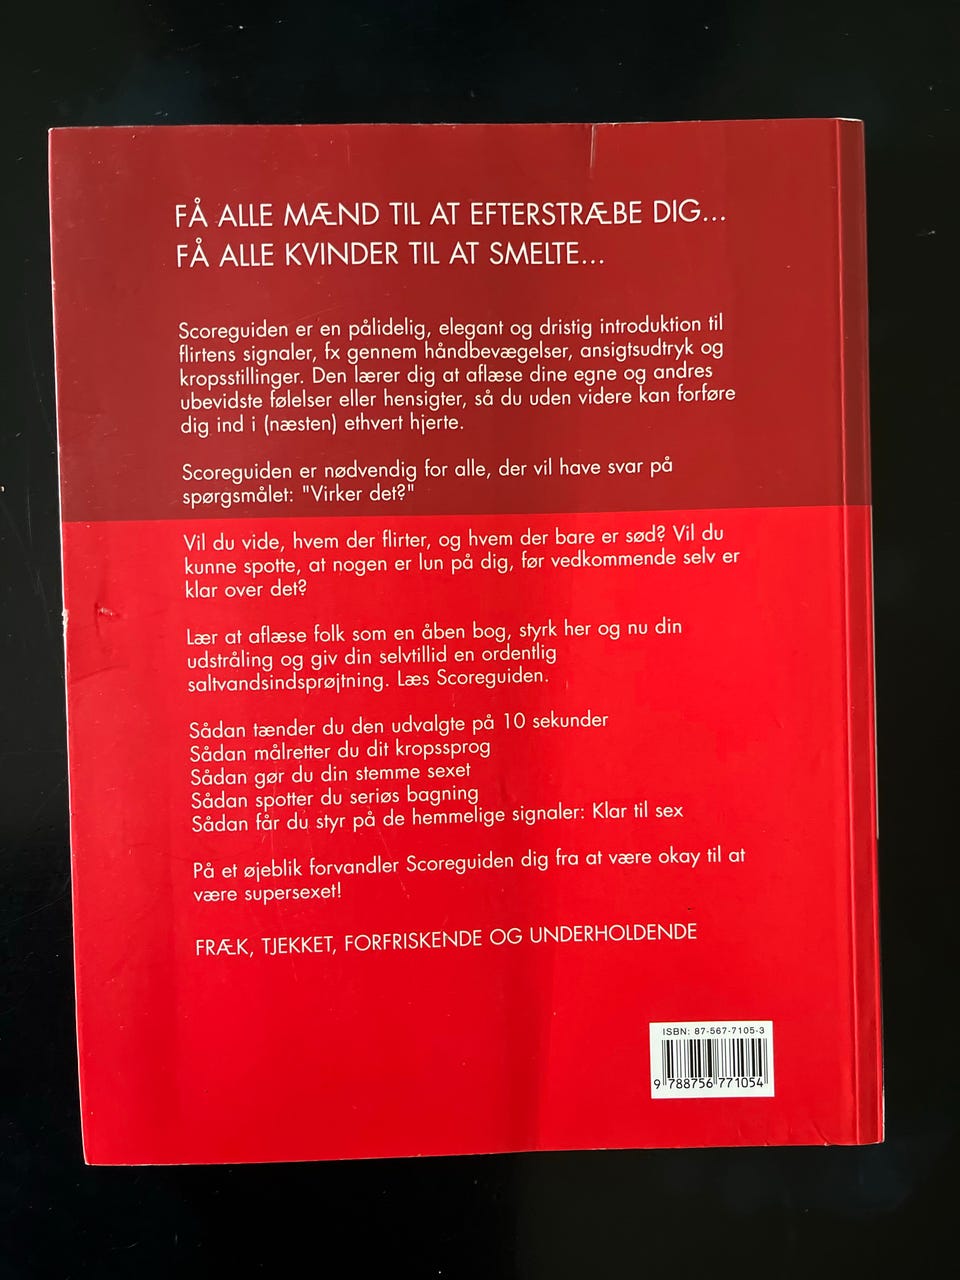 FÅ ALLE MÆND TIL AT EFTERSTRÆBE DIG...
FÅ ALLE KVINDER TIL AT SMELTE...
Scoreguiden er en pålidelig, elegant og dristig introduktion til
flirtens signaler, fx gennem håndbevægelser, ansigtsudtryk og
kropsstillinger. Den lærer dig at aflæse dine egne og andres
ubevidste følelser eller hensigter, så du uden videre kan forføre
dig ind i (næsten) ethvert hjerte.
Scoreguiden er nødvendig for alle, der vil have svar på
spørgsmålet: "Virker det?"
Vil du vide, hvem der flirter, og hvem der bare er sød? Vil du
kunne spotte, at nogen er lun på dig, før vedkommende selv er
klar over det?
Lær at aflæse folk som en åben bog, styrk her og nu din
udstråling og giv din selvtillid en ordentlig
saltvandsindsprøjtning. Læs Scoreguiden.
Sådan tænder du den udvalgte på 10 sekunder
Sådan målretter du dit kropssprog
Sådan gør du din stemme sexet
Sådan spotter du seriøs bagning
Sådan får du styr på de hemmelige signaler: Klar til sex
På et øjeblik forvandler Scoreguiden dig fra at være okay til at
være supersexet!
FRÆK, TJEKKET, FORFRISKENDE OG UNDERHOLDENDE
ISBN: 87-567-7105-3
9 788756 771054